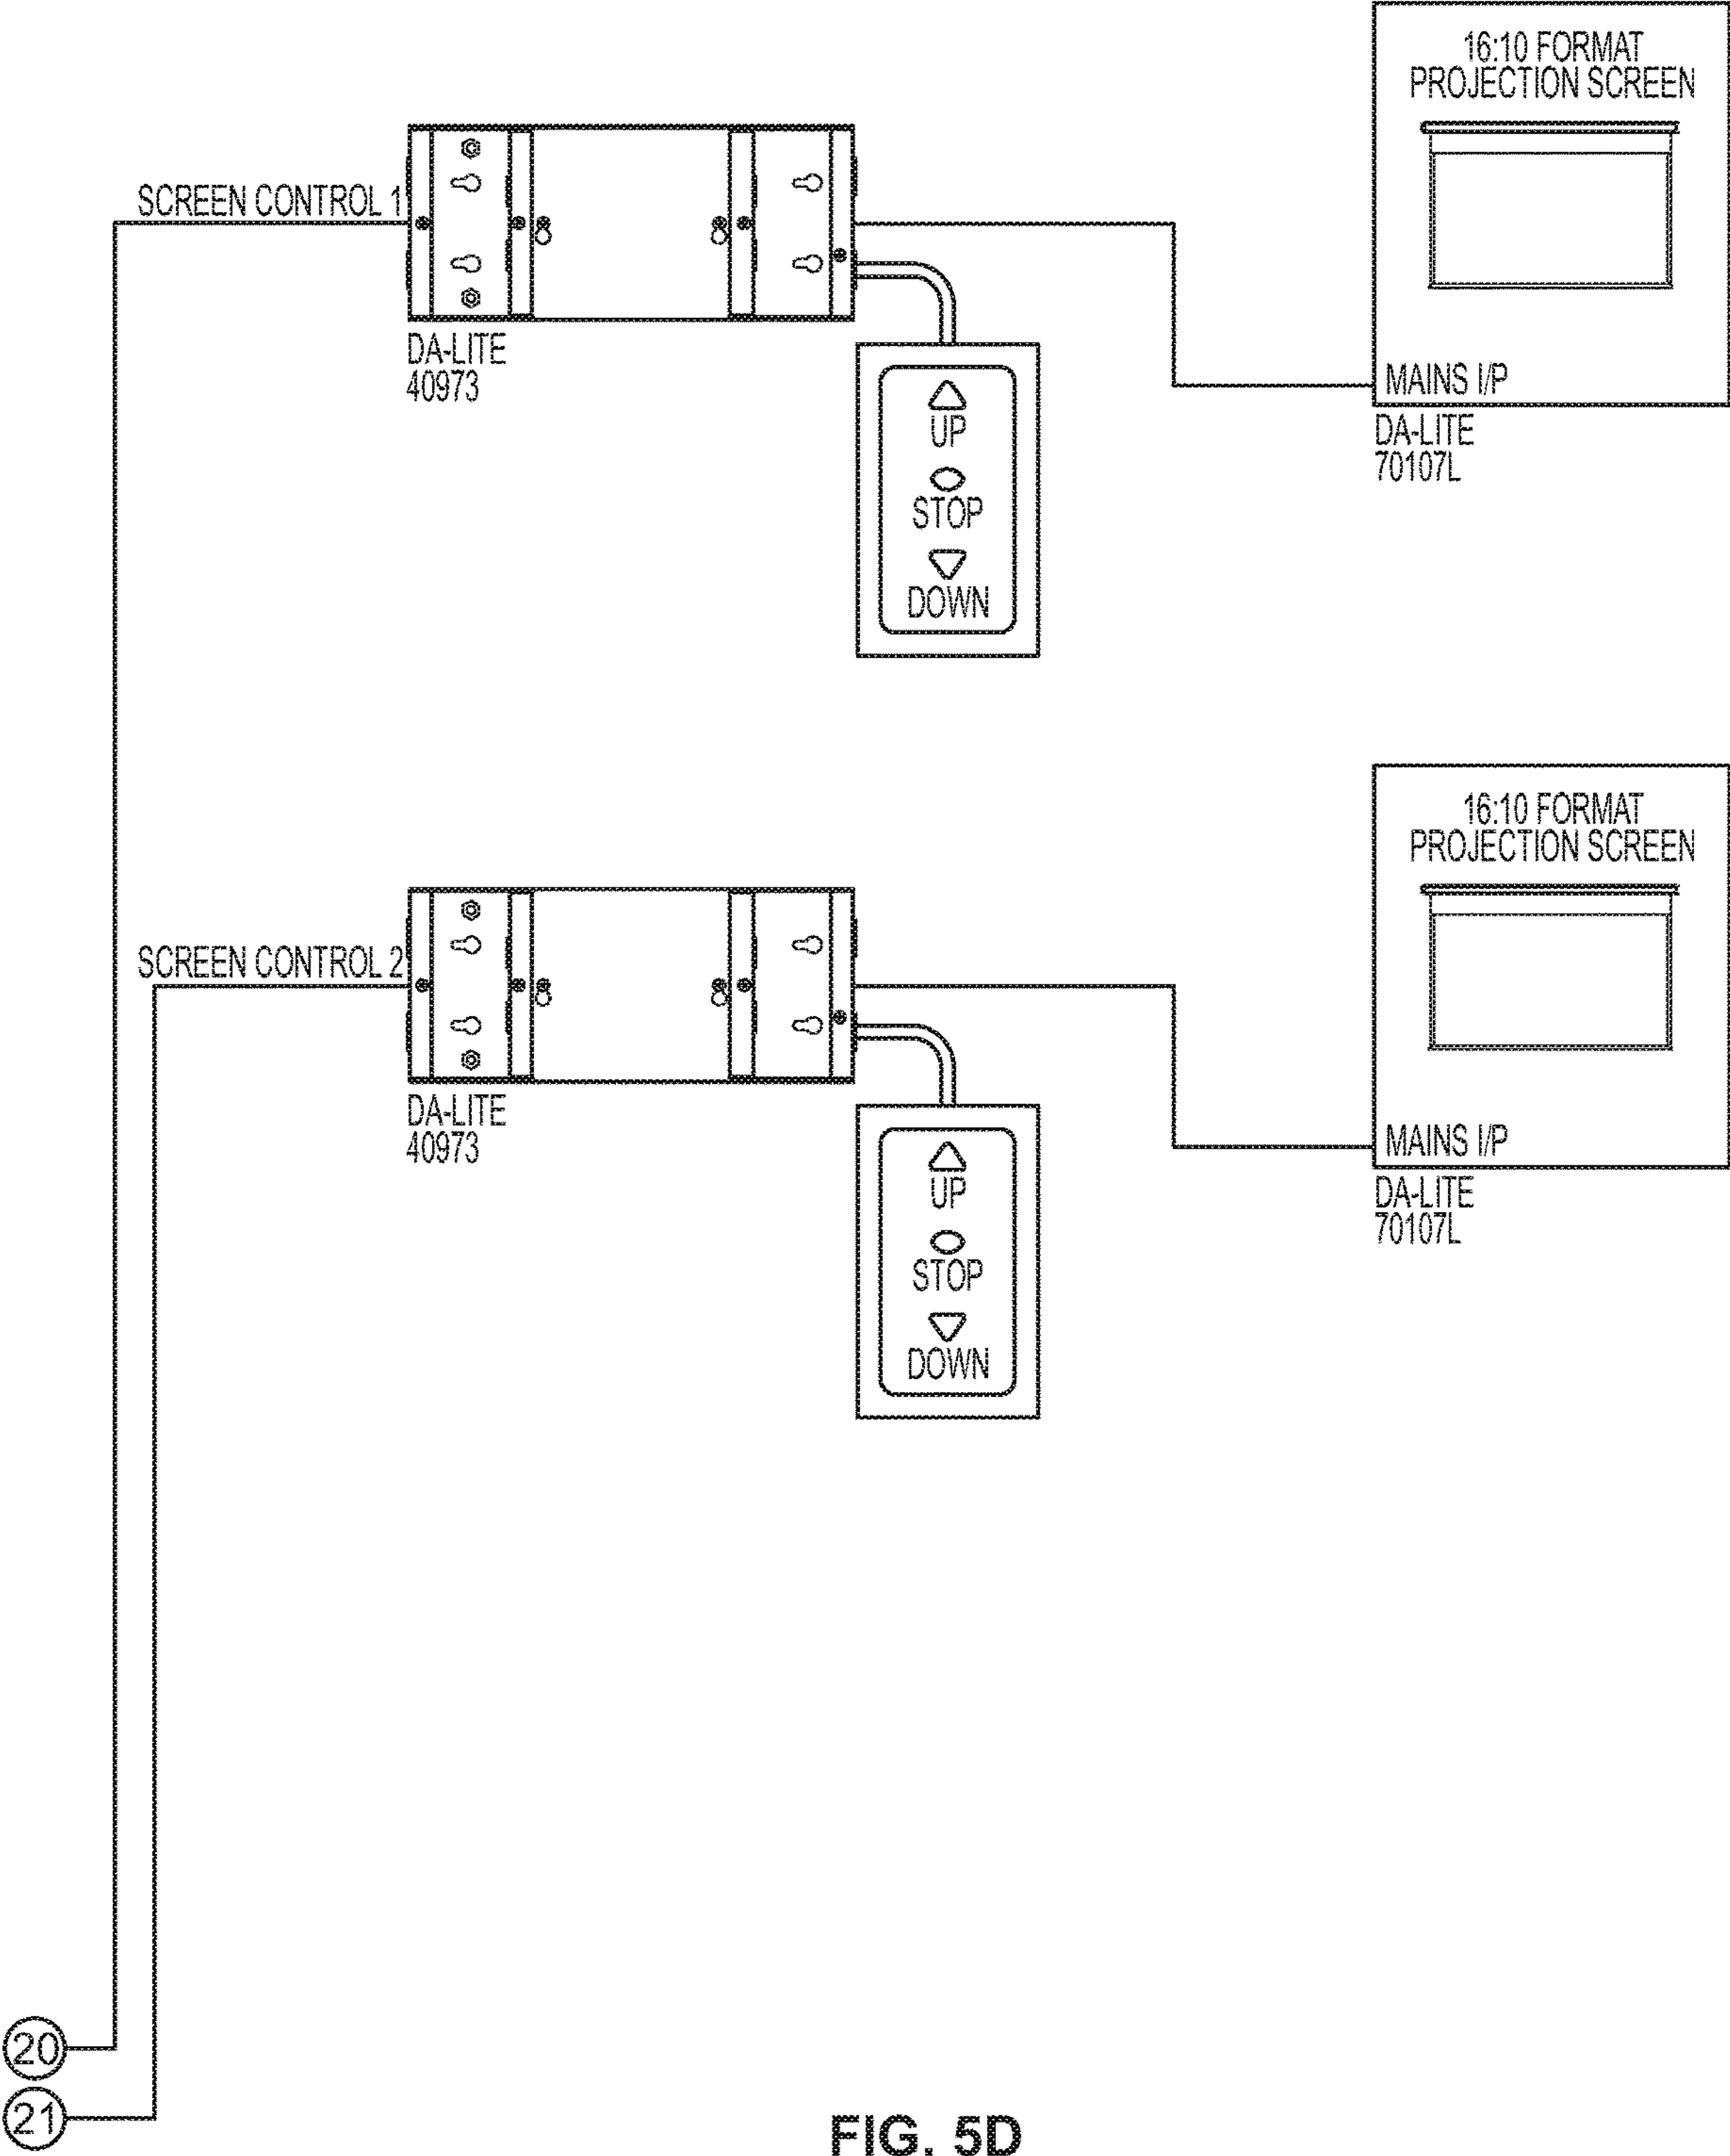 16:10 FORMAT
PROJECTION SCREEN
SCREEN CONTROL 1
DA-LITE
40973
MAINS I/P
DA-LITE
70107L
UP
STOP
DOWN
16:10 FORMAT
PROJECTION SCREEN
SCREEN CONTROL 2
DA-LITE
40973
MAINS I/P
DA-LITE
70107L
UP
STOP
DOWN
20
21
FIG. 5D